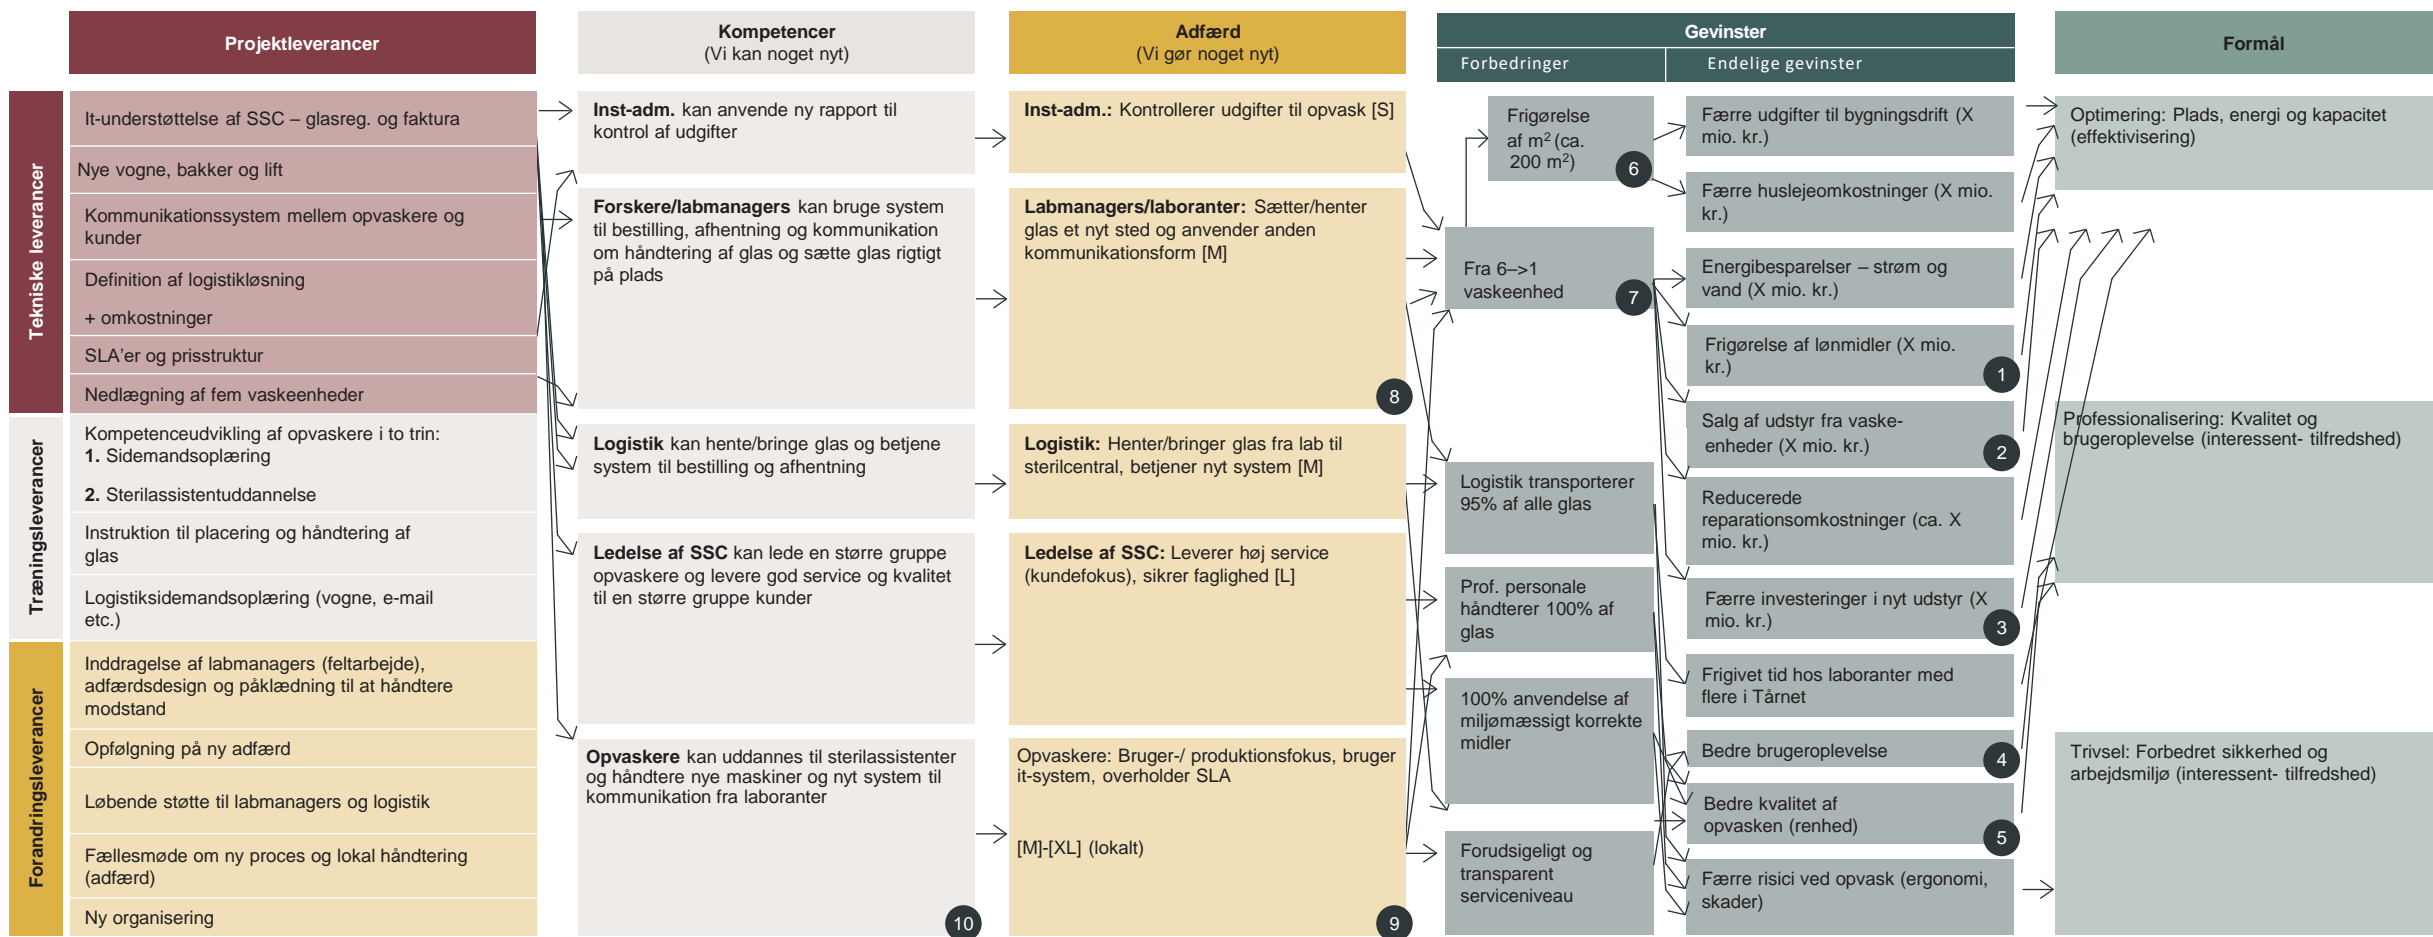 Projektleverancer
Kompetencer
(Vi kan noget nyt)
Adfærd
(Vi gør noget nyt)
Gevinster
Forbedringer
Endelige gevinster
Formål
Tekniske leverancer
It-understøttelse af SSC – glasreg. og faktura
Nye vogne, bakker og lift
Kommunikationssystem mellem opvaskere og
kunder
Definition af logistikløsning
+ omkostninger
SLA’er og prisstruktur
Nedlægning af fem vaskeenheder
Træningsleverancer
Kompetenceudvikling af opvaskere i to trin:
1. Sidemandsoplæring
2. Sterilassistentuddannelse
Instruktion til placering og håndtering af
glas
Logistiksidemandsoplæring (vogne, e-mail
etc.)
Forandringsleverancer
Inddragelse af labmanagers (feltarbejde),
adfærdsdesign og påklædning til at håndtere
modstand
Opfølgning på ny adfærd
Løbende støtte til labmanagers og logistik
Fællesmøde om ny proces og lokal håndtering
(adfærd)
Ny organisering
Inst-adm. kan anvende ny rapport til
kontrol af udgifter
Forskere/labmanagers kan bruge system
til bestilling, afhentning og kommunikation
om håndtering af glas og sætte glas rigtigt
på plads
Logistik kan hente/bringe glas og betjene
system til bestilling og afhentning
Ledelse af SSC kan lede en større gruppe
opvaskere og levere god service og kvalitet
til en større gruppe kunder
Opvaskere kan uddannes til sterilassistenter
og håndtere nye maskiner og nyt system til
kommunikation fra laboranter
10
Inst-adm.: Kontrollerer udgifter til opvask [S]
Labmanagers/laboranter: Sætter/henter
glas et nyt sted og anvender anden
kommunikationsform [M]
8
Logistik: Henter/bringer glas fra lab til
sterilcentral, betjener nyt system [M]
Ledelse af SSC: Leverer høj service
(kundefokus), sikrer faglighed [L]
Opvaskere: Bruger-/ produktionsfokus, bruger
it-system, overholder SLA
[M]-[XL] (lokalt)
9
Frigørelse
af m² (ca.
200 m²)
6
Fra 6–>1
vaskeenhed
7
Logistik transporterer
95% af alle glas
Prof. personale
håndterer 100% af
glas
100% anvendelse af
miljømæssigt korrekte
midler
Forudsigeligt og
transparent
serviceniveau
Færre udgifter til bygningsdrift (X
mio. kr.)
Færre huslejeomkostninger (X mio.
kr.)
Energibesparelser – strøm og
vand (X mio. kr.)
Frigørelse af lønmidler (X mio.
kr.)
1
Salg af udstyr fra vaske-
enheder (X mio. kr.)
2
Reducerede
reparationsomkostninger (ca. X
mio. kr.)
Færre investeringer i nyt udstyr (X
mio. kr.)
3
Frigivet tid hos laboranter med
flere i Tårnet
Bedre brugeroplevelse
4
Bedre kvalitet af
opvasken (renhed)
5
Færre risici ved opvask (ergonomi,
skader)
Optimering: Plads, energi og kapacitet
(effektivisering)
Professionalisering: Kvalitet og
brugeroplevelse (interessent- tilfredshed)
Trivsel: Forbedret sikkerhed og
arbejdsmiljø (interessent- tilfredshed)